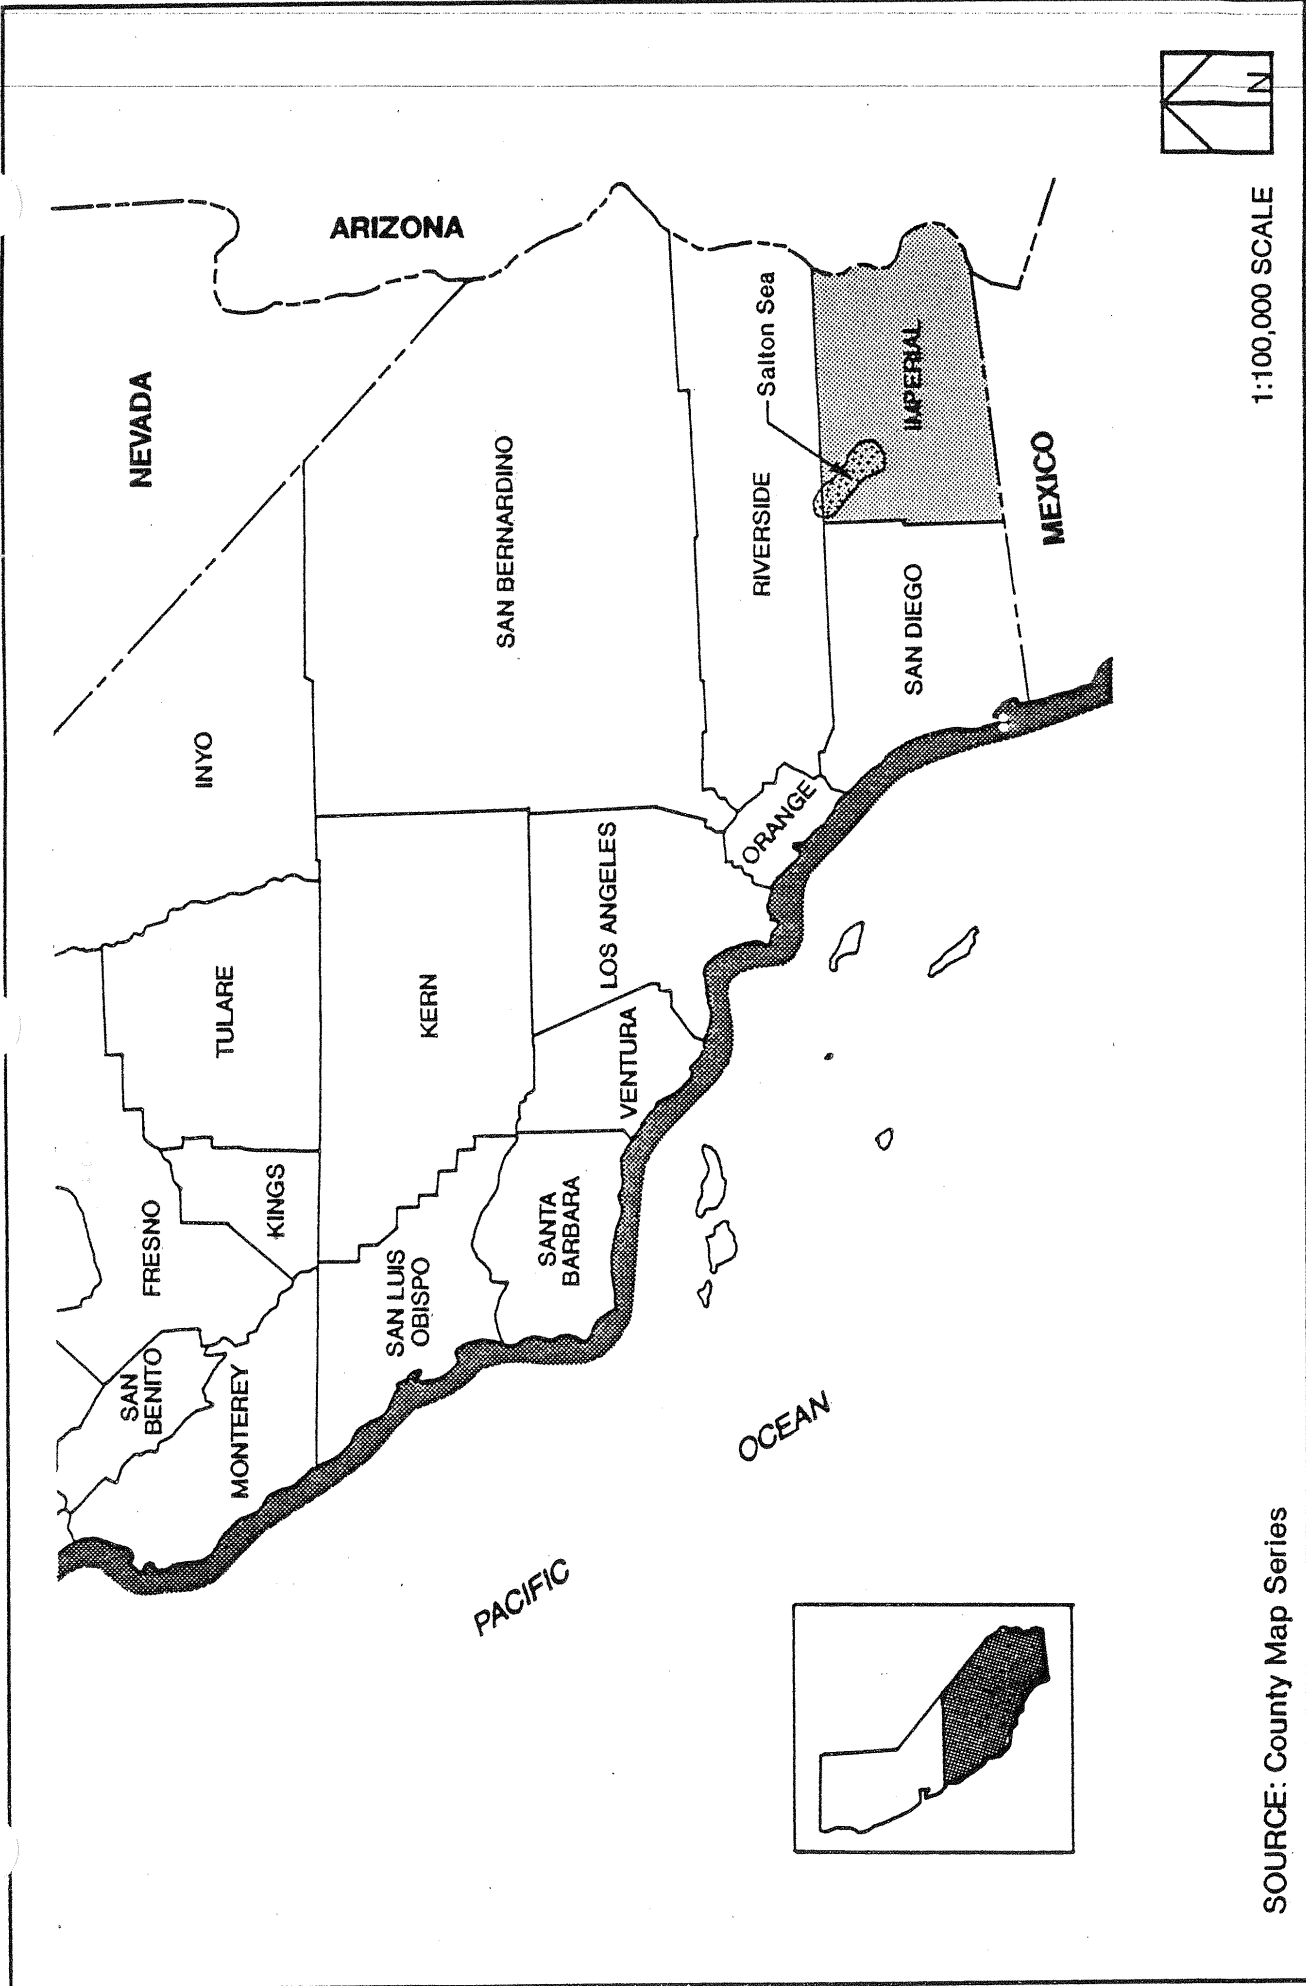 NEVADA
ARIZONA
INYO
SAN BERNARDINO
TULARE
KERN
KINGS
FRESNO
SAN
BENITO
MONTEREY
SAN LUIS
OBISPO
SANTA
BARBARA
VENTURA
LOS ANGELES
ORANGE
RIVERSIDE
Salton Sea
IMPERIAL
SAN DIEGO
MEXICO
PACIFIC
OCEAN
N
SOURCE: County Map Series
1:100,000 SCALE